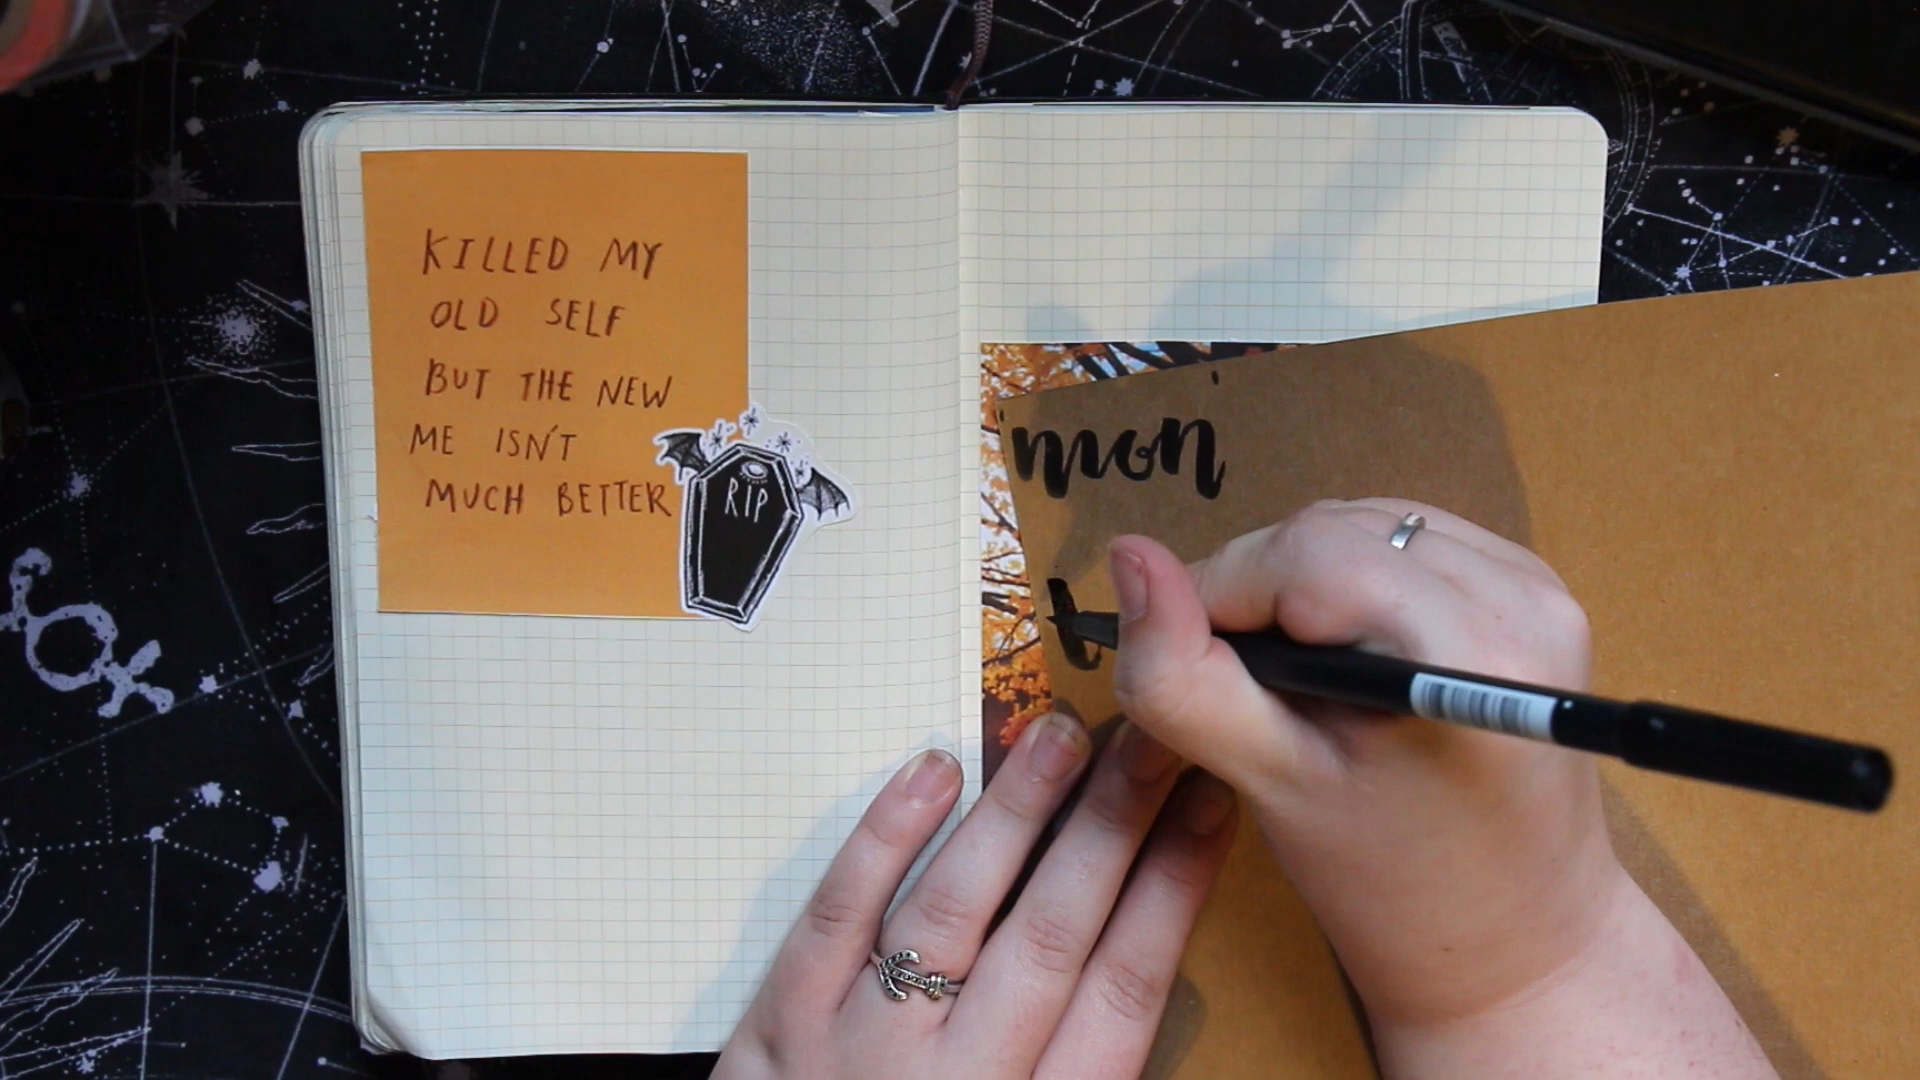 KILLED MY
OLD SELF
BUT THE NEW
ME ISN'T
MUCH BETTER
RIP
mon